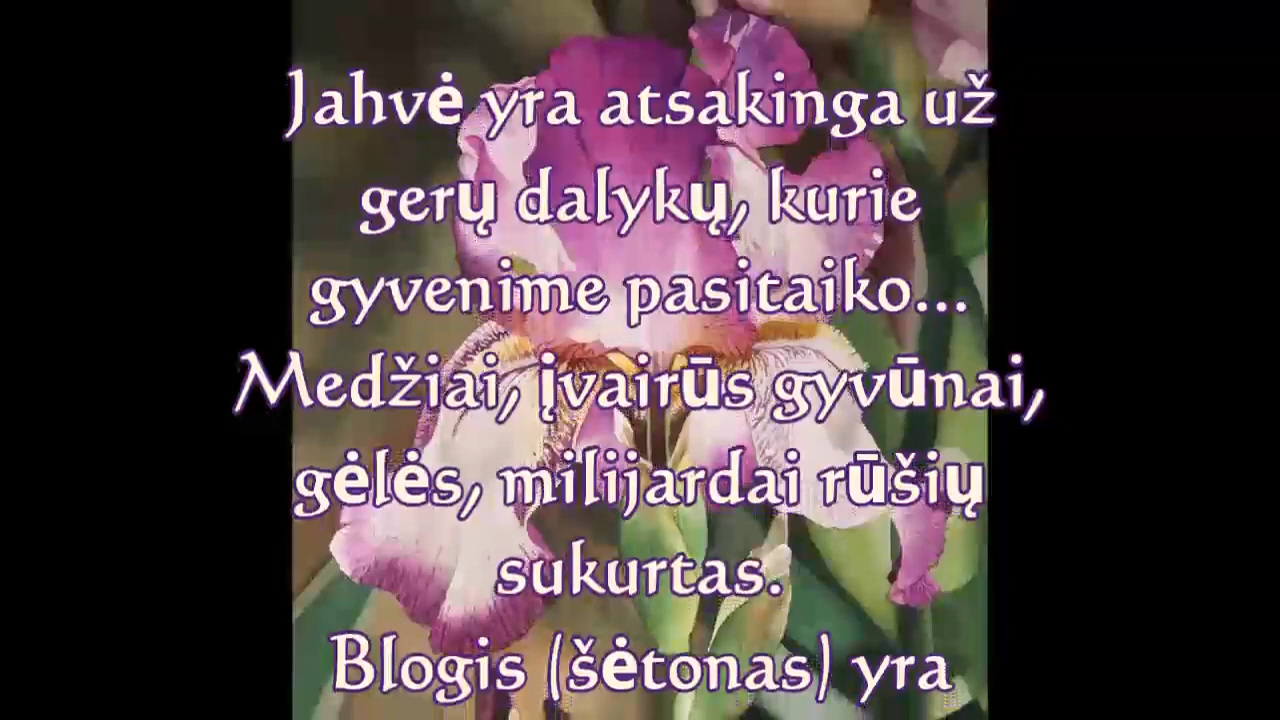 Jahvė yra atsakinga už
gerų dalykų, kurie
gyvenime pasitaiko...
Medžiai, įvairūs gyvūnai,
gėlės, milijardai rūšių
sukurtas.
Blogis (šėtonas) yra